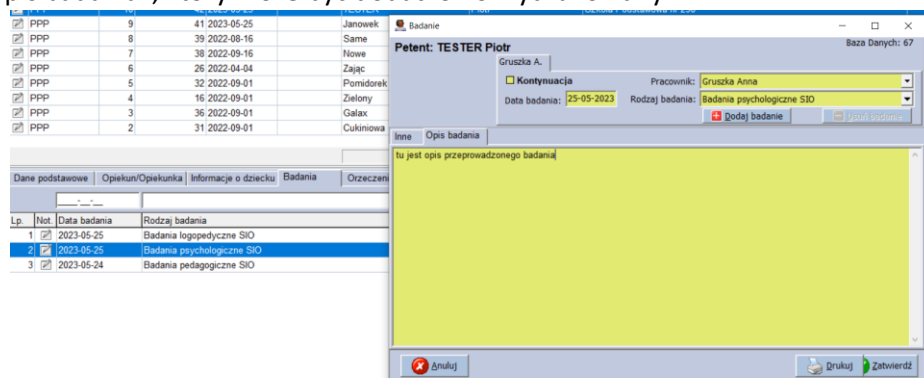 PPP 9 41 2023-05-25 Janowek
PPP 8 39 2022-08-16 Same
PPP 7 38 2022-09-16 Nowe
PPP 6 26 2022-04-04 Zając
PPP 5 32 2022-09-01 Pomidorek
PPP 4 16 2022-09-01 Zielony
PPP 3 36 2022-09-01 Galax
PPP 2 31 2022-09-01 Cukiniowa
Dane podstawowe Opiekun/Opiekunka Informacje o dziecku Badania Orzeczeni
Lp. Not. Data badania Rodzaj badania
1 2023-05-25 Badania logopedyczne SIO
2 2023-05-25 Badania psychologiczne SIO
3 2023-05-24 Badania pedagogiczne SIO
Badanie
Petent: TESTER Piotr Baza Danych: 67
Gruszka A.
Kontynuacja Pracownik: Gruszka Anna
Data badania: 25-05-2023 Rodzaj badania: Badania psychologiczne SIO
Dodaj badanie Usuń badanie
Inne Opis badania
tu jest opis przeprowadzonego badania
Anuluj Drukuj Zatwierdź